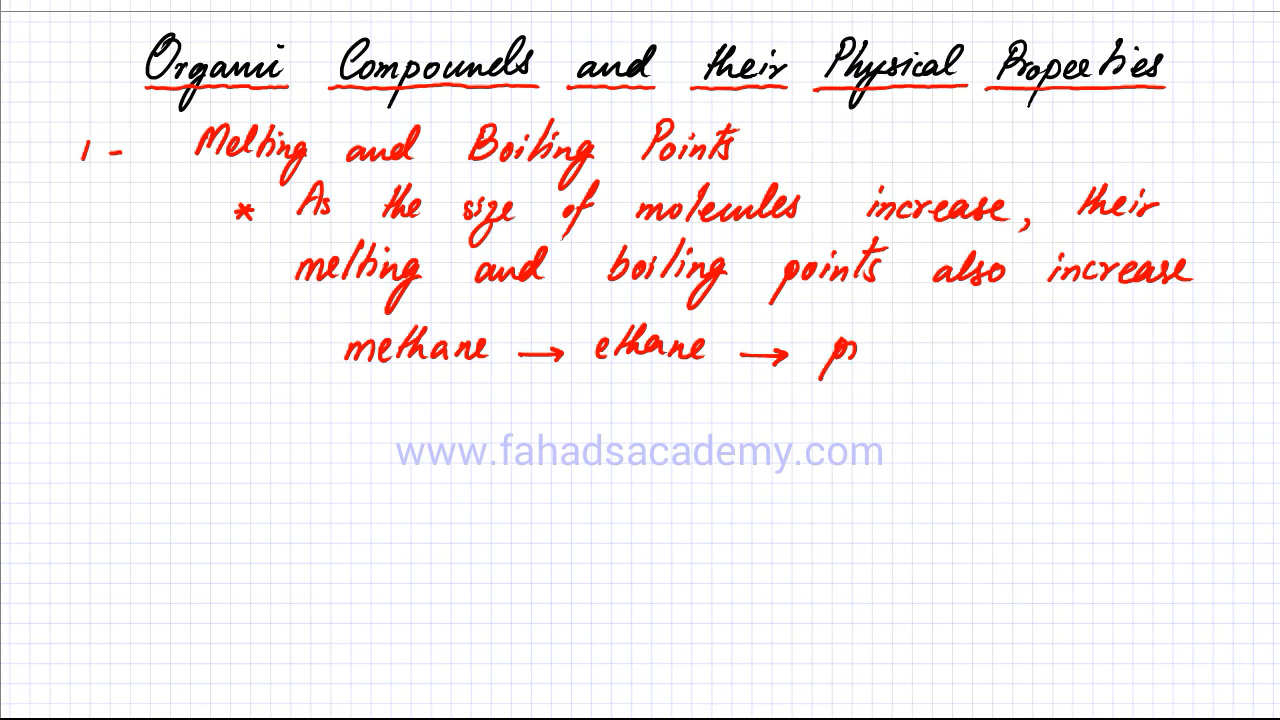 Organic Compounds and their Physical Properties
1 - Melting and Boiling Points
* As the size of molecules increase, their
melting and boiling points also increase
methane → ethane → pr
www.fahadsacademy.com